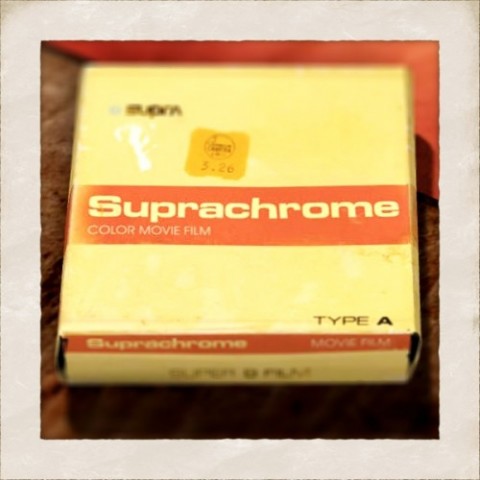 supra
3.26
Suprachrome
COLOR MOVIE FILM
TYPE A
Suprachrome MOVIE FILM
SUPER 8 FILM